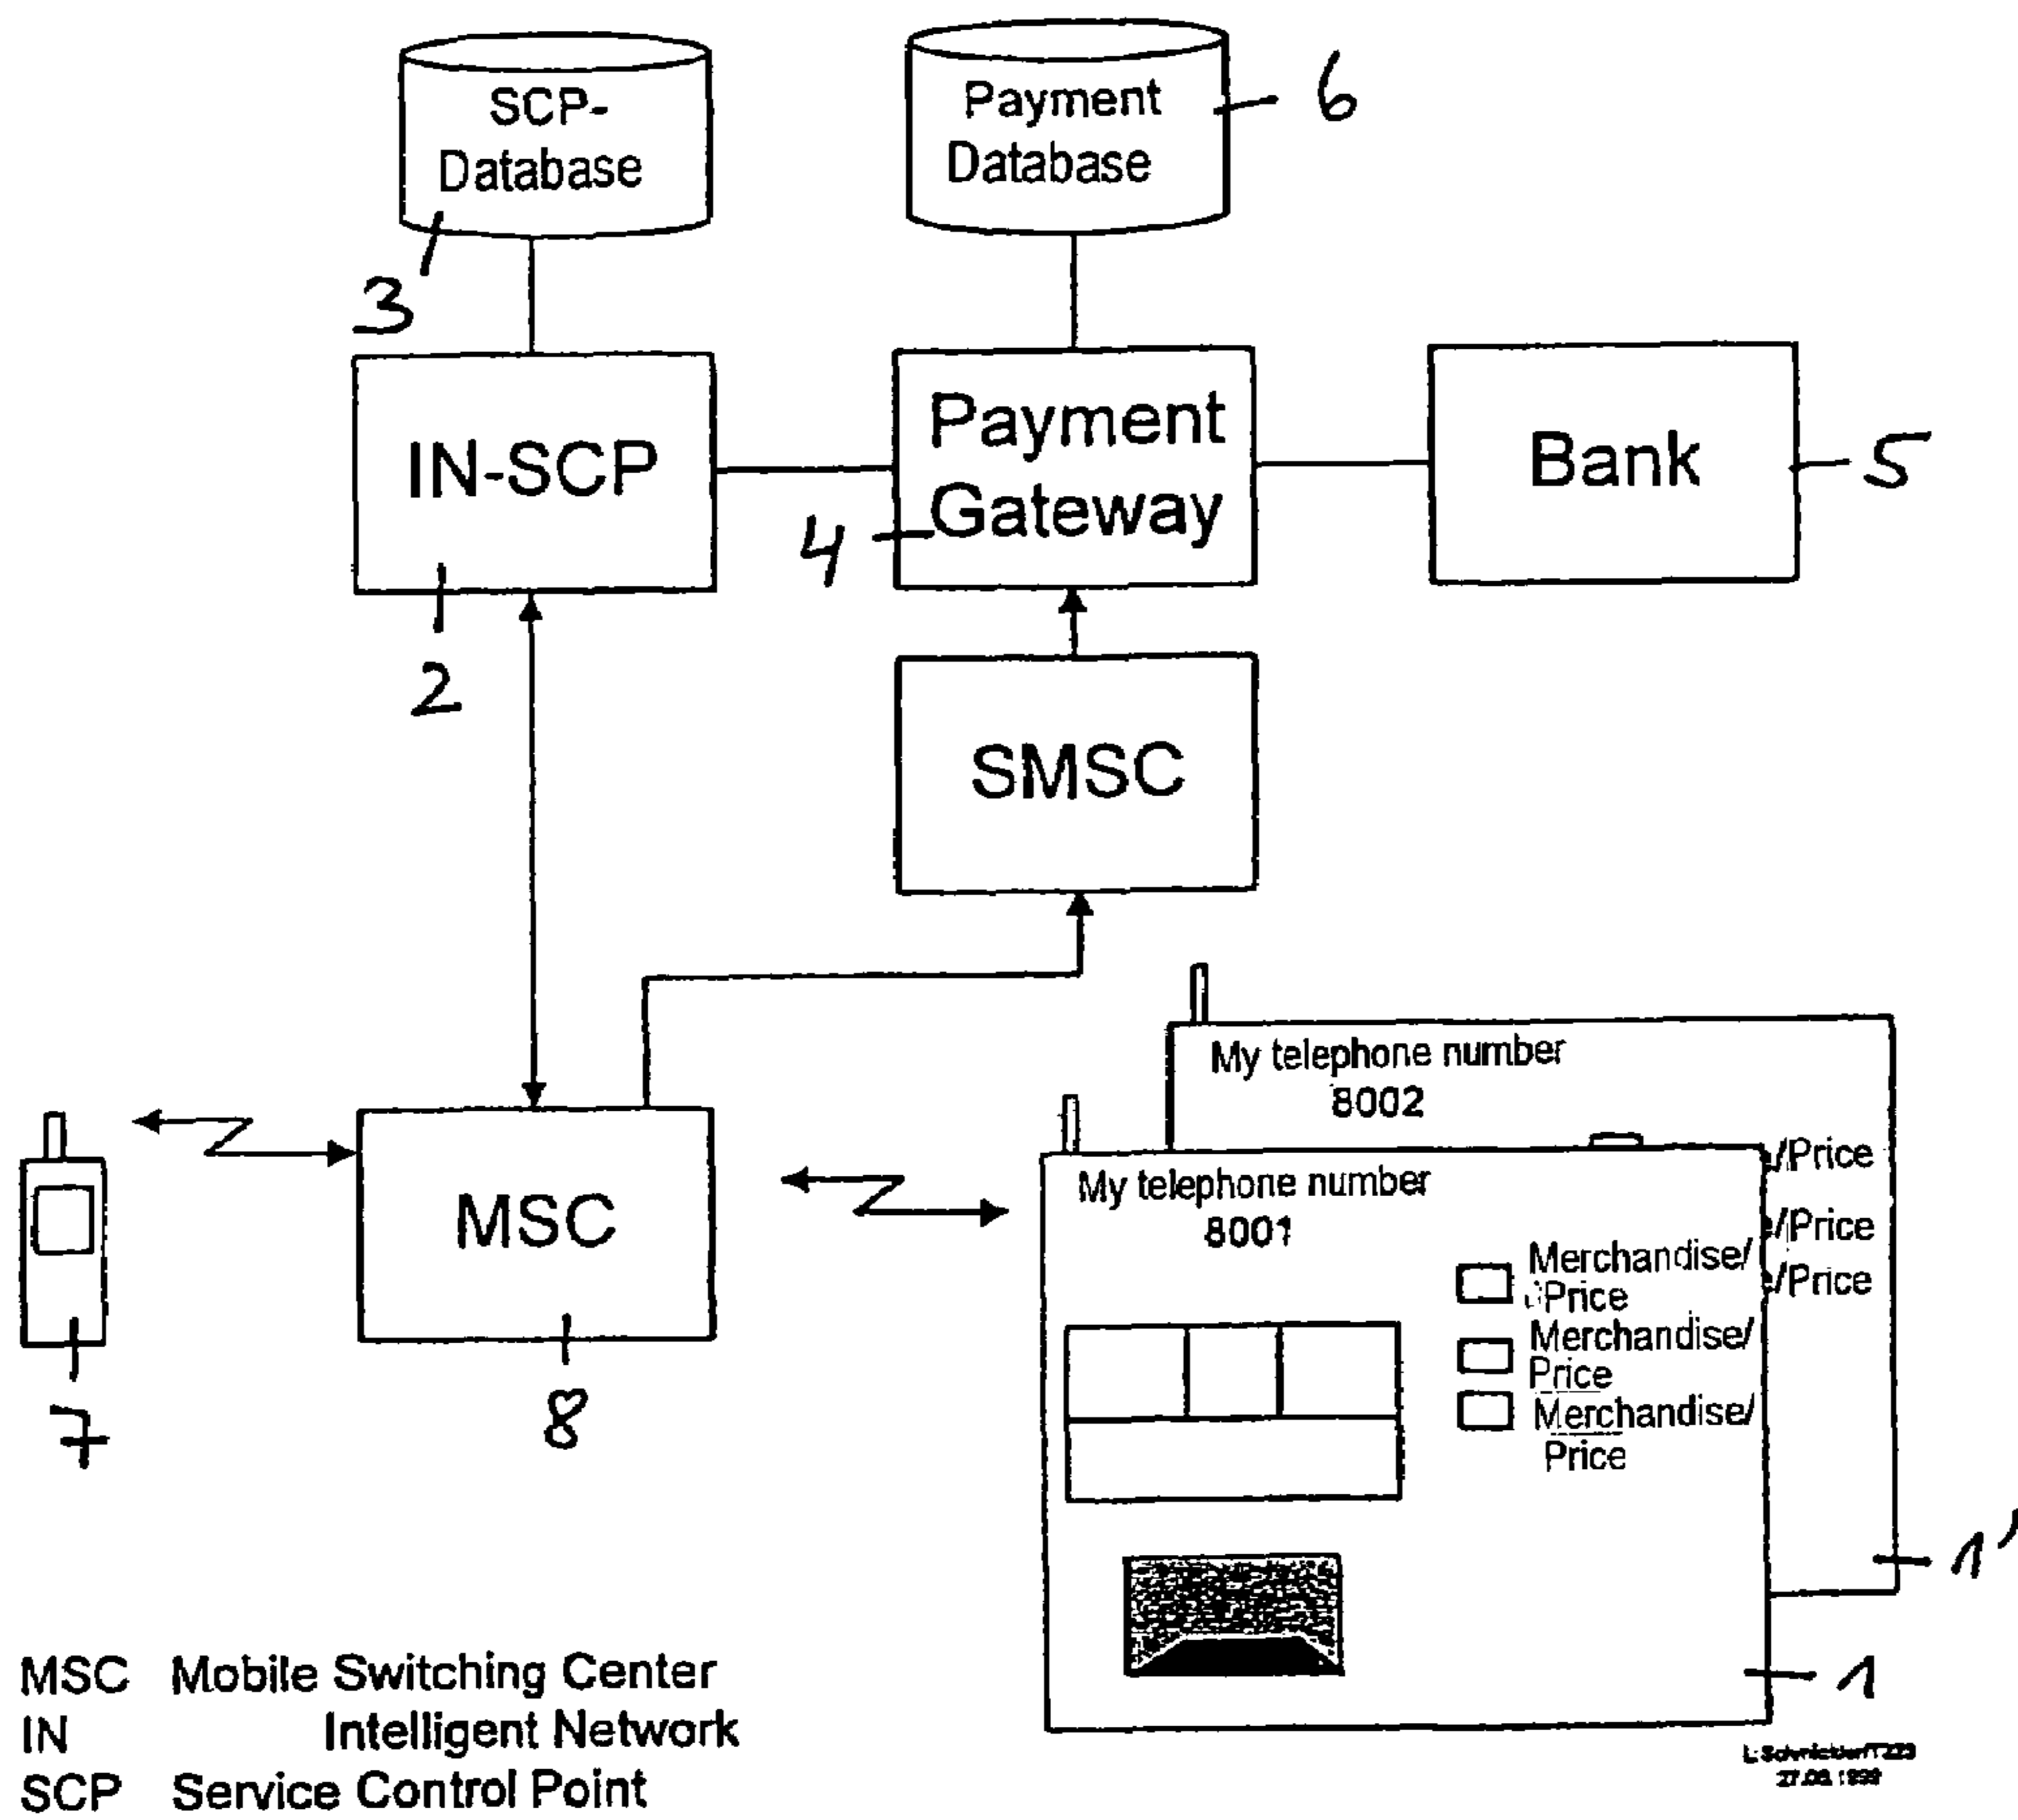 SCP-
Database
Payment
Database
6
3
IN-SCP
Payment
Gateway
Bank
5
4
2
SMSC
My telephone number
8002
/Price
/Price
/Price
My telephone number
8001
MSC
Merchandise/
Price
Merchandise/
Price
Merchandise/
Price
7
8
1'
1
MSC Mobile Switching Center
IN Intelligent Network
SCP Service Control Point